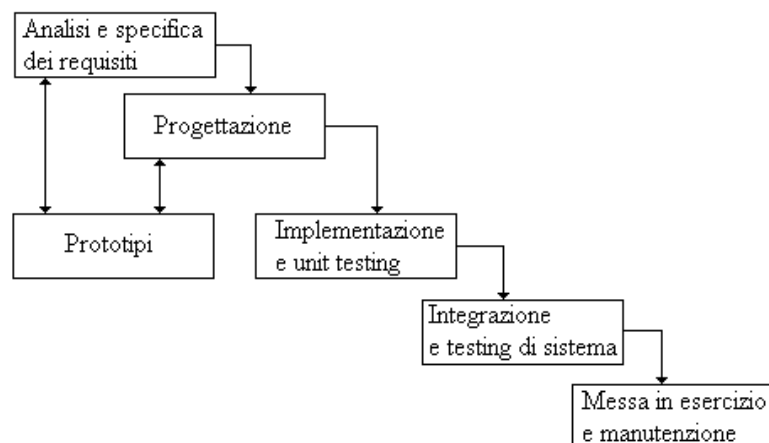 Analisi e specifica
dei requisiti
Progettazione
Prototipi
Implementazione
e unit testing
Integrazione
e testing di sistema
Messa in esercizio
e manutenzione